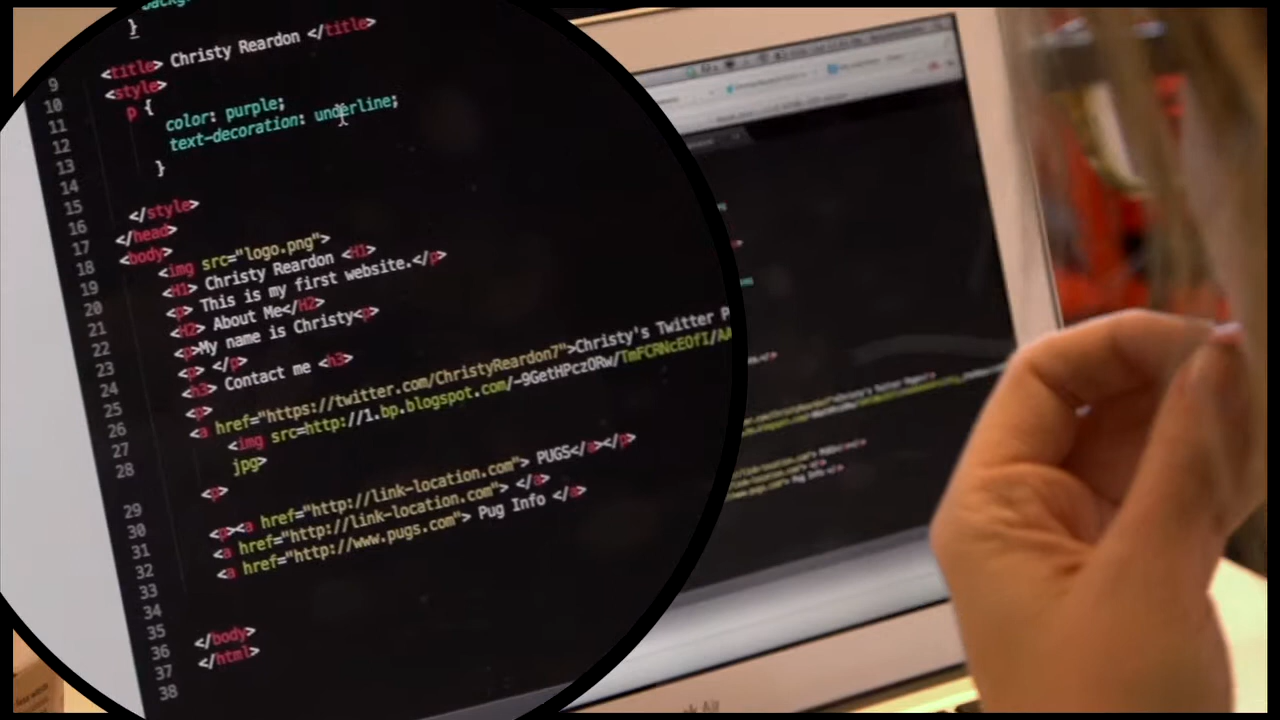 backg
}
9 <title> Christy Reardon </title>
10 <style>
11 p {
12 color: purple;
13 text-decoration: underline;
14 }
15
16 </style>
17 </head>
18 <body>
19 <img src="logo.png">
20 <H1> Christy Reardon <H1>
21 <p> This is my first website.</p>
22 <H2> About Me</H2>
23 <p>My name is Christy<p>
24 <p> </p>
25 <h3> Contact me <h3>
26 <p>
27 <a href="https://twitter.com/ChristyReardon7">Christy's Twitter P
28 <img src=http://1.bp.blogspot.com/-9GetHPczORw/TmFCRNcEOfI/AA
jpg>
29 <p>
30 <p><a href="http://link-location.com"> PUGS</a></p>
31 <a href="http://link-location.com"> </a>
32 <a href="http://www.pugs.com"> Pug Info </a>
33
34
35
36 </body>
37 </html>
38
Air